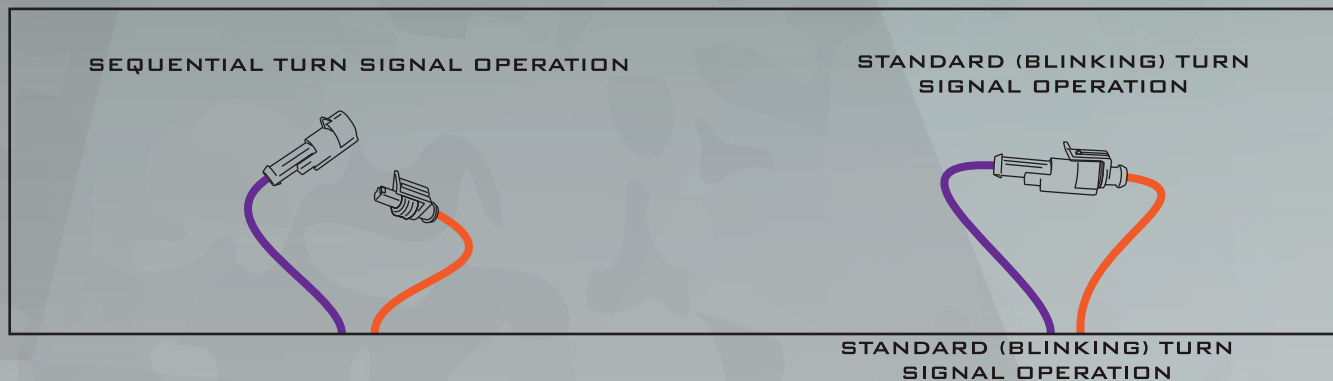 SEQUENTIAL TURN SIGNAL OPERATION
STANDARD (BLINKING) TURN
SIGNAL OPERATION
STANDARD (BLINKING) TURN
SIGNAL OPERATION